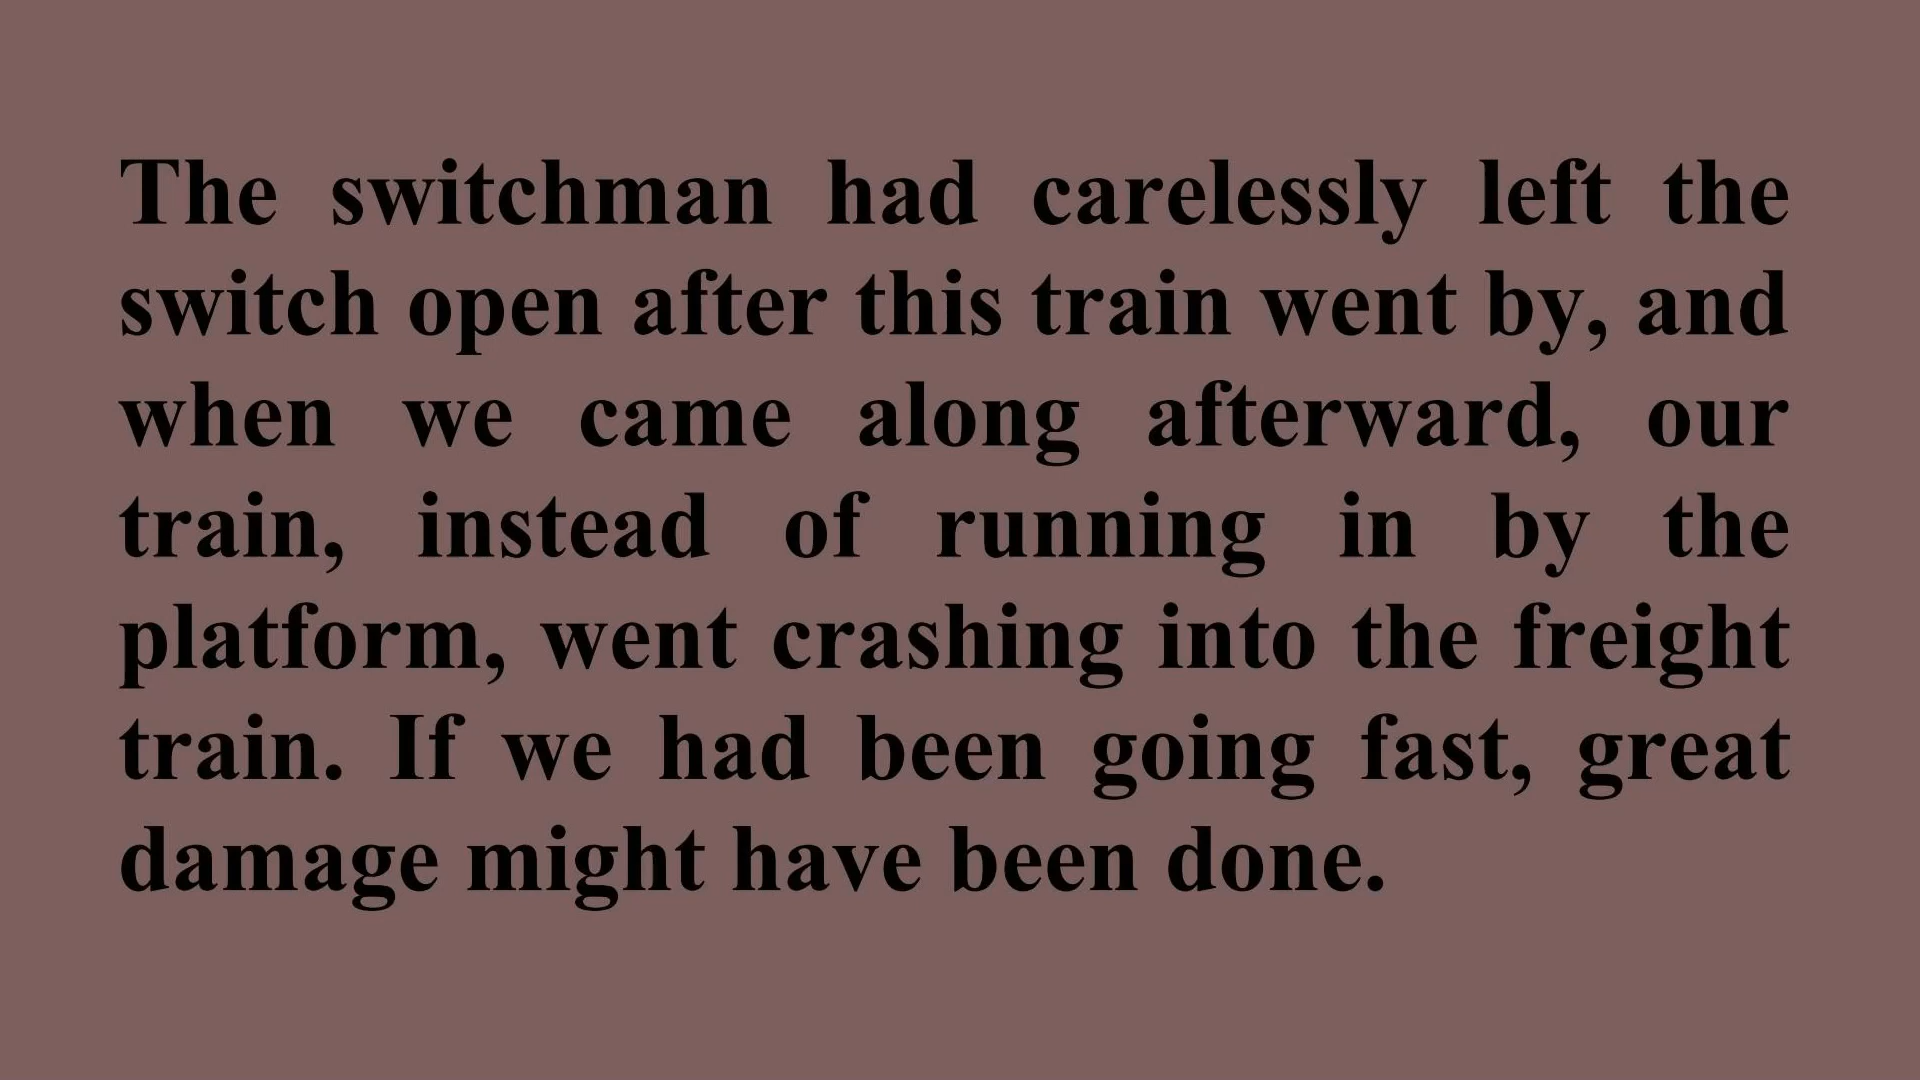 The switchman had carelessly left the
switch open after this train went by, and
when we came along afterward, our
train, instead of running in by the
platform, went crashing into the freight
train. If we had been going fast, great
damage might have been done.